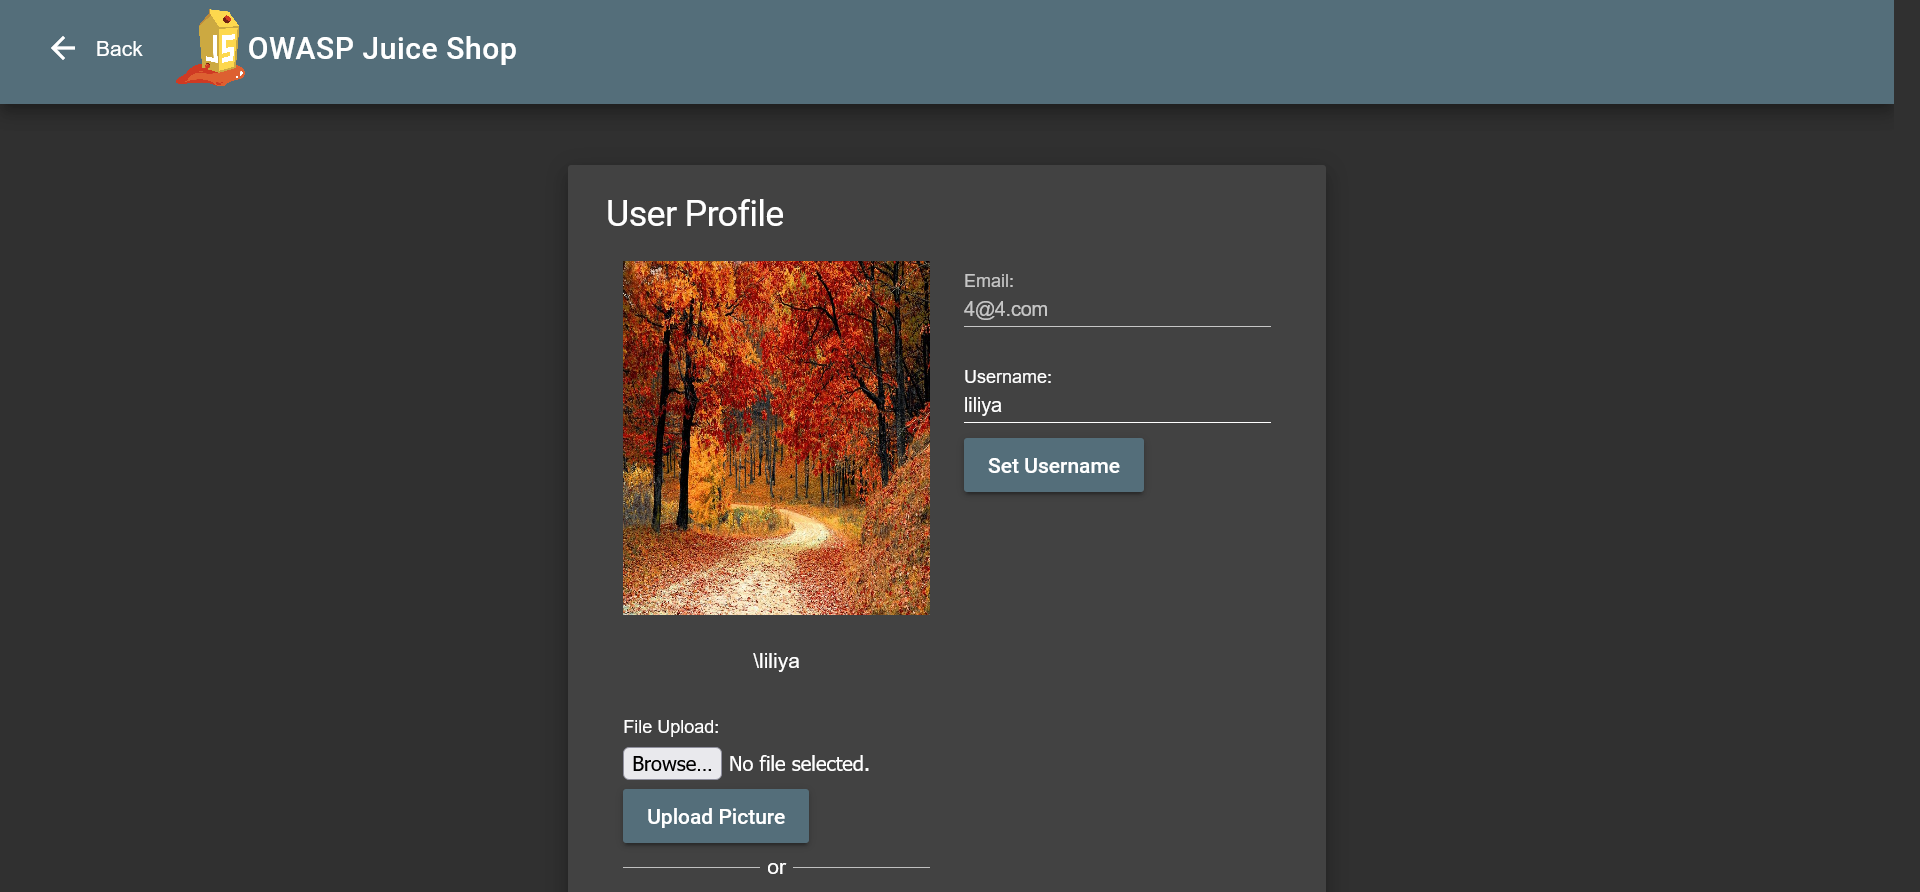 Back
JS
OWASP Juice Shop
User Profile
Email:
4@4.com
Username:
liliya
Set Username
\liliya
File Upload:
Browse...
No file selected.
Upload Picture
or